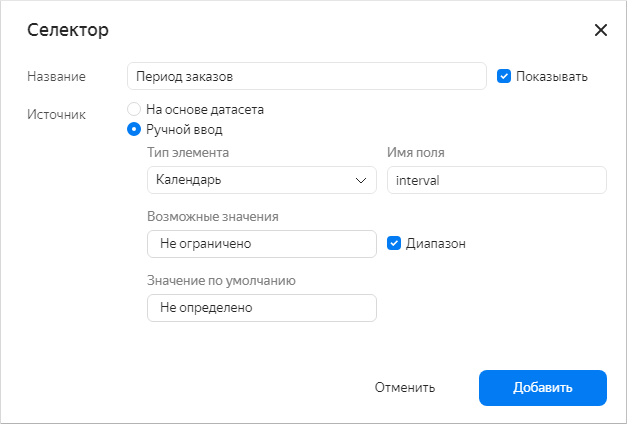 Селектор
Название
Период заказов
Показывать
Источник
На основе датасета
Ручной ввод
Тип элемента
Имя поля
Календарь
interval
Возможные значения
Не ограничено
Диапазон
Значение по умолчанию
Не определено
Отменить
Добавить